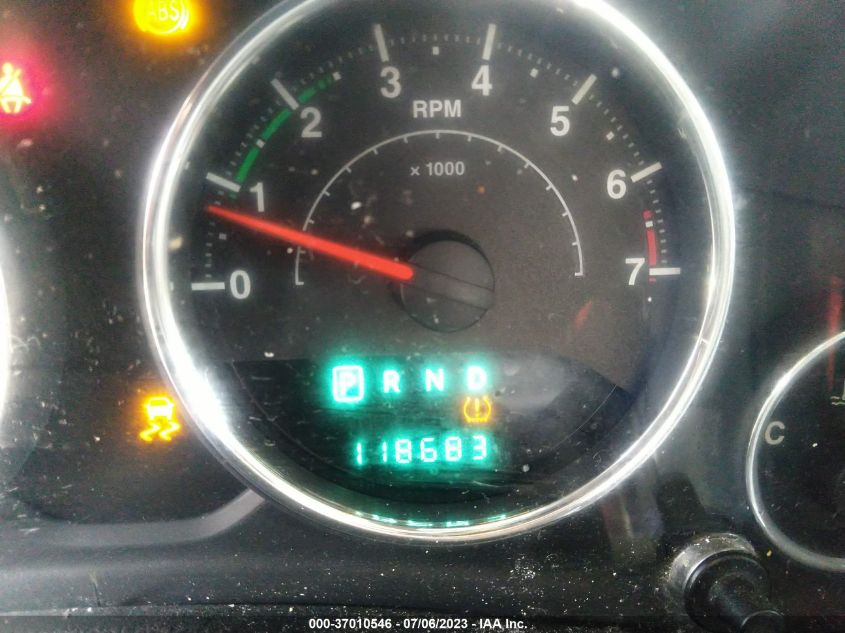 ABS
3 4
2 RPM 5
x 1000
1 6
0 7
P R N D
118683
C
000-37010546 - 07/06/2023 - IAA Inc.